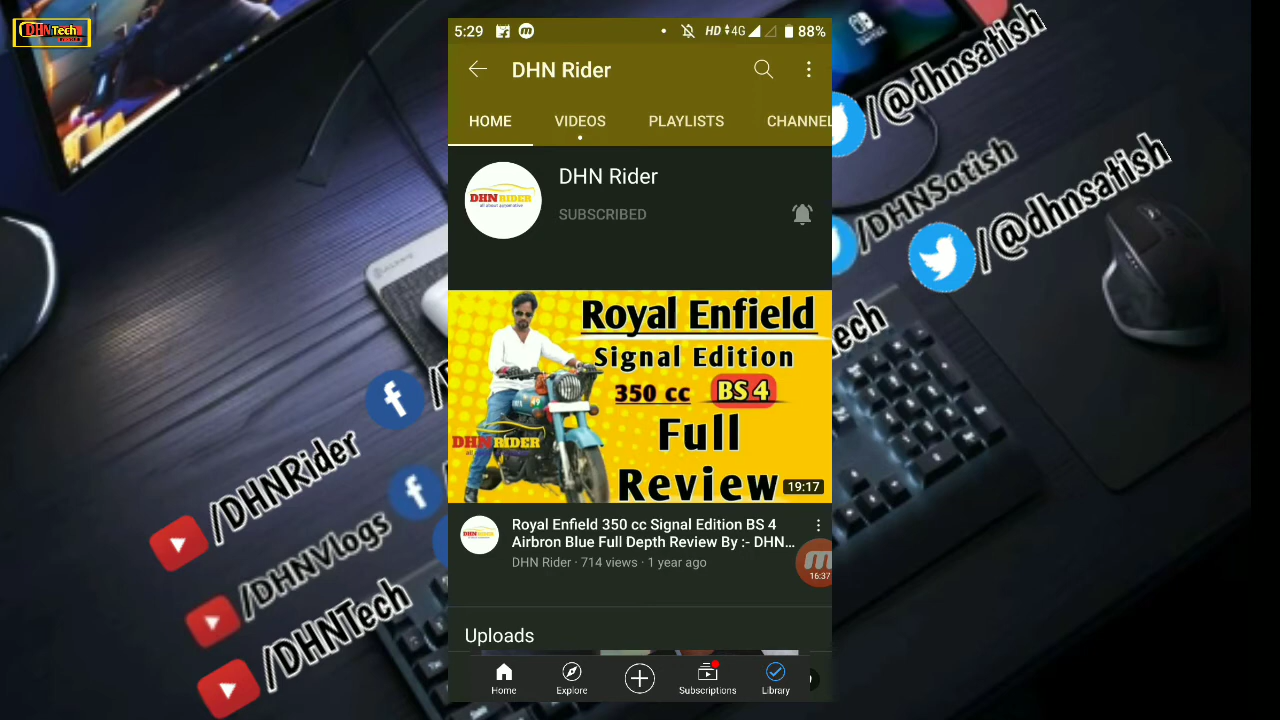 DHNTech
5:29
HD 4G
88%
DHN Rider
HOME
VIDEOS
PLAYLISTS
CHANNEL
DHN RIDER
DHN Rider
SUBSCRIBED
Royal Enfield
Signal Edition
350 cc
BS 4
Full
Review
DHN RIDER
19:17
Royal Enfield 350 cc Signal Edition BS 4
Airbron Blue Full Depth Review By :- DHN...
DHN Rider · 714 views · 1 year ago
16:37
Uploads
Home
Explore
Subscriptions
Library
/@dhnsatish
/DHNSatish
/@dhnsatish
/DHNRider
/DHNVlogs
/DHNTech